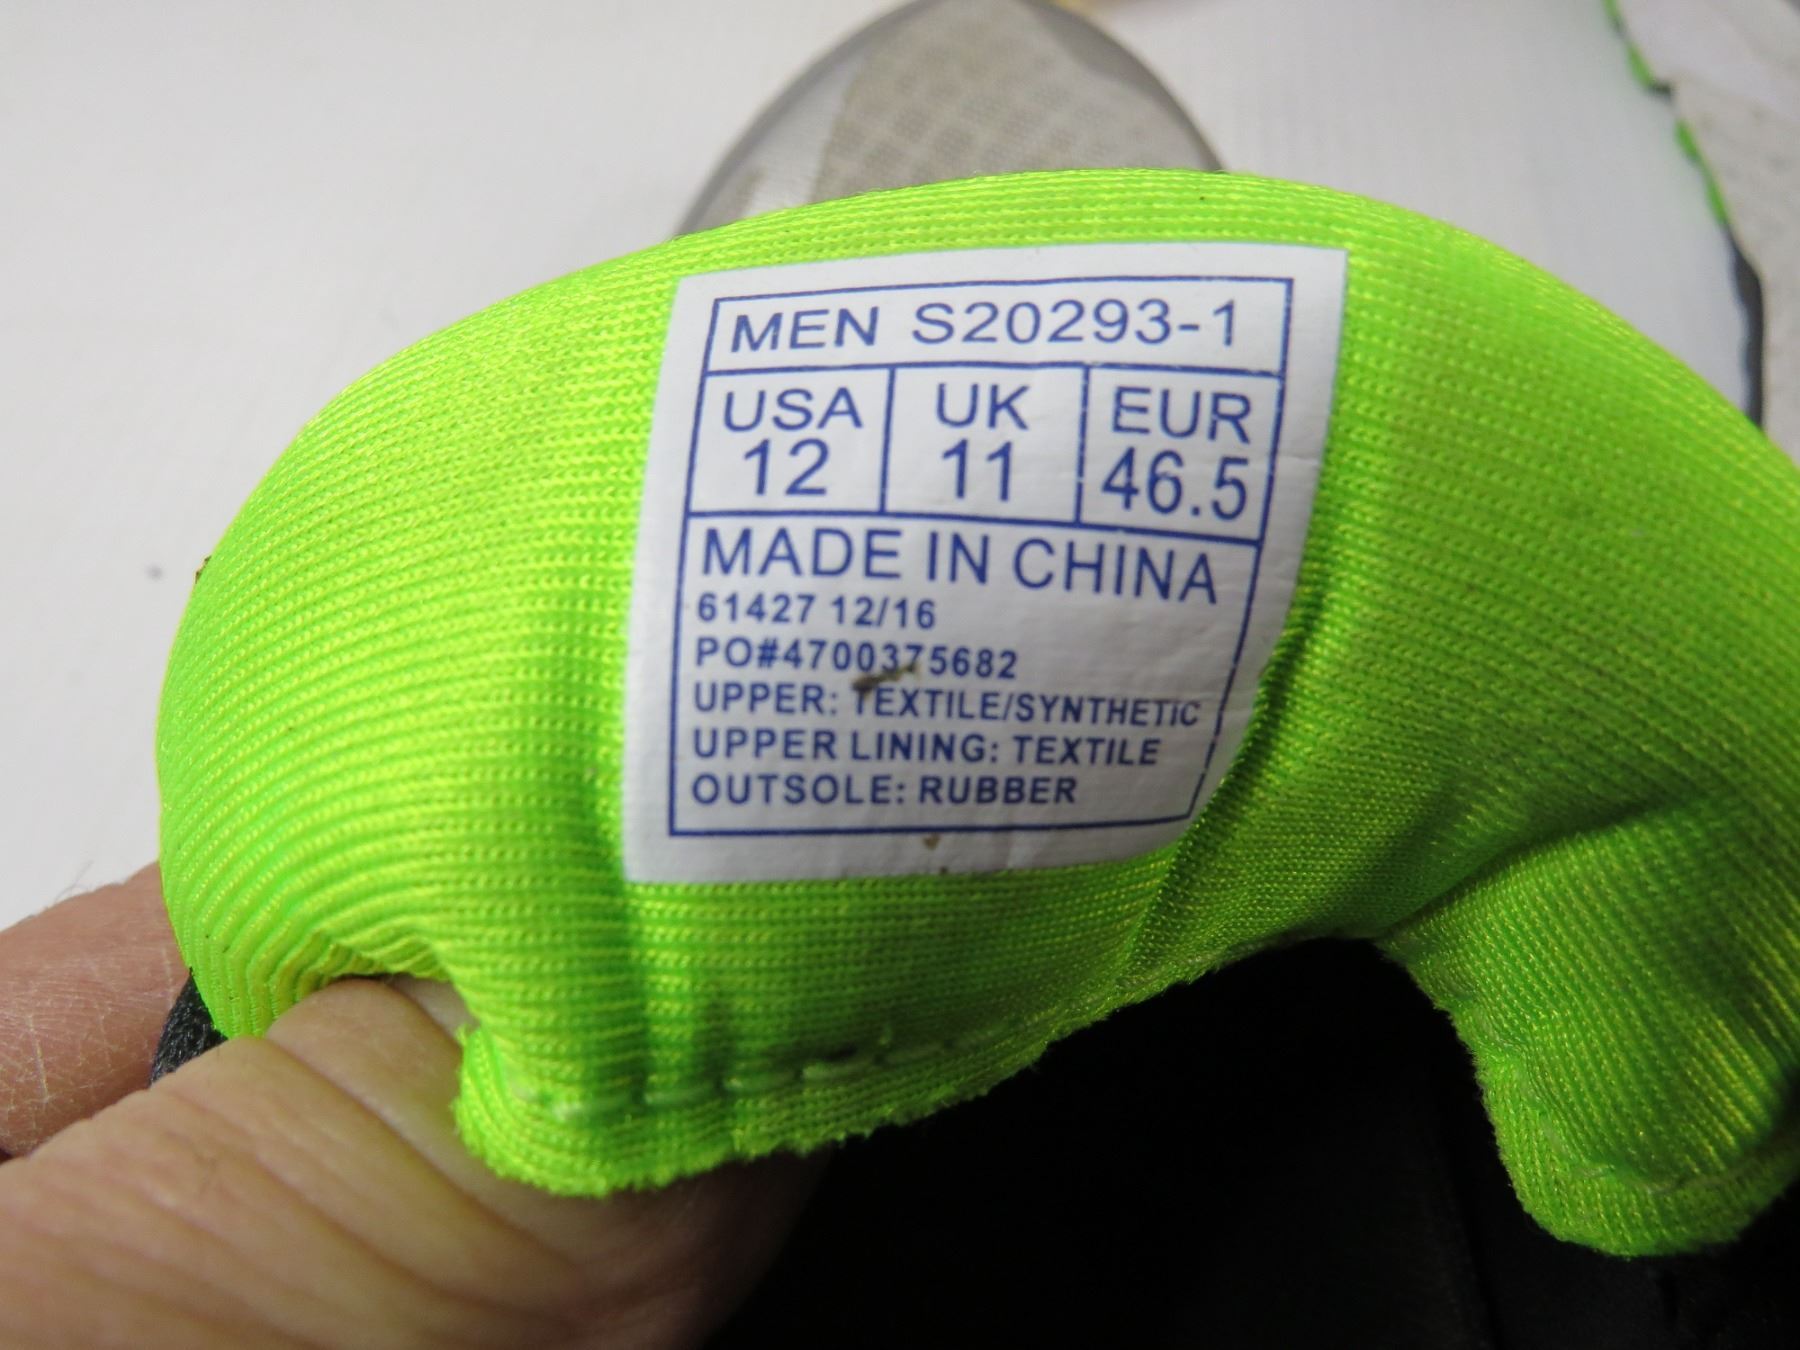 MEN S20293-1
USA UK EUR
12 11 46.5
MADE IN CHINA
61427 12/16
PO#4700375682
UPPER: TEXTILE/SYNTHETIC
UPPER LINING: TEXTILE
OUTSOLE: RUBBER